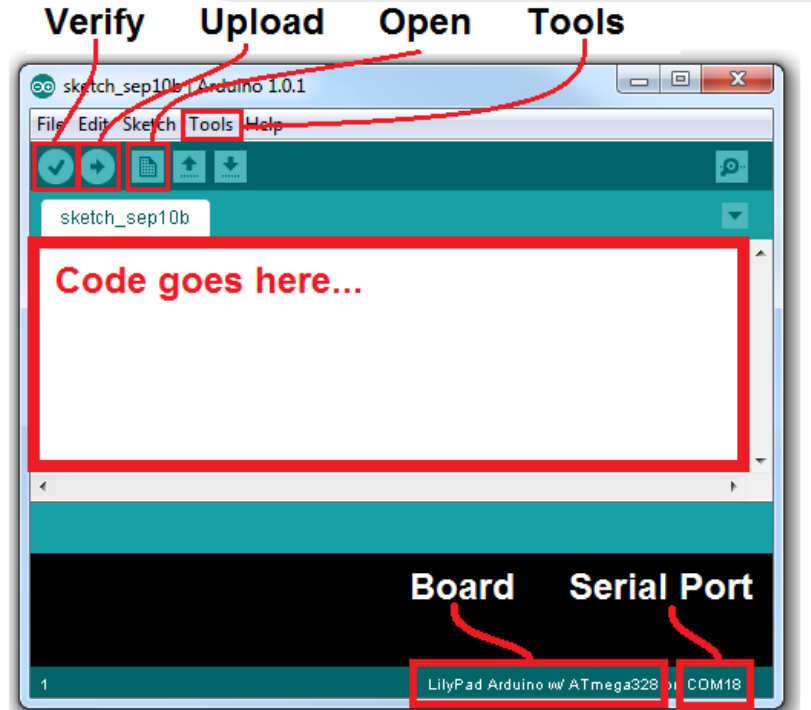 Verify Upload Open Tools
sketch_sep10b | Arduino 1.0.1
File Edit Sketch Tools Help
sketch_sep10b
Code goes here...
Board Serial Port
1 LilyPad Arduino w/ ATmega328 on COM18